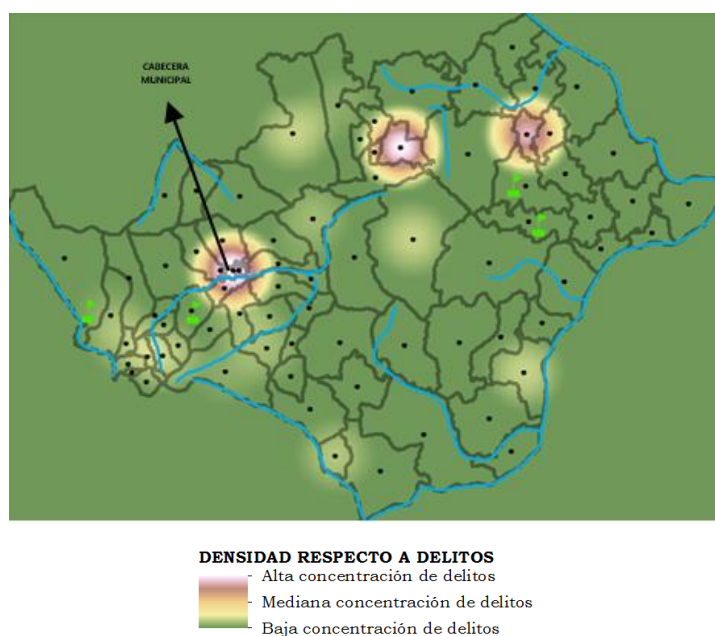 CABECERA
MUNICIPAL
DENSIDAD RESPECTO A DELITOS
Alta concentración de delitos
Mediana concentración de delitos
Baja concentración de delitos